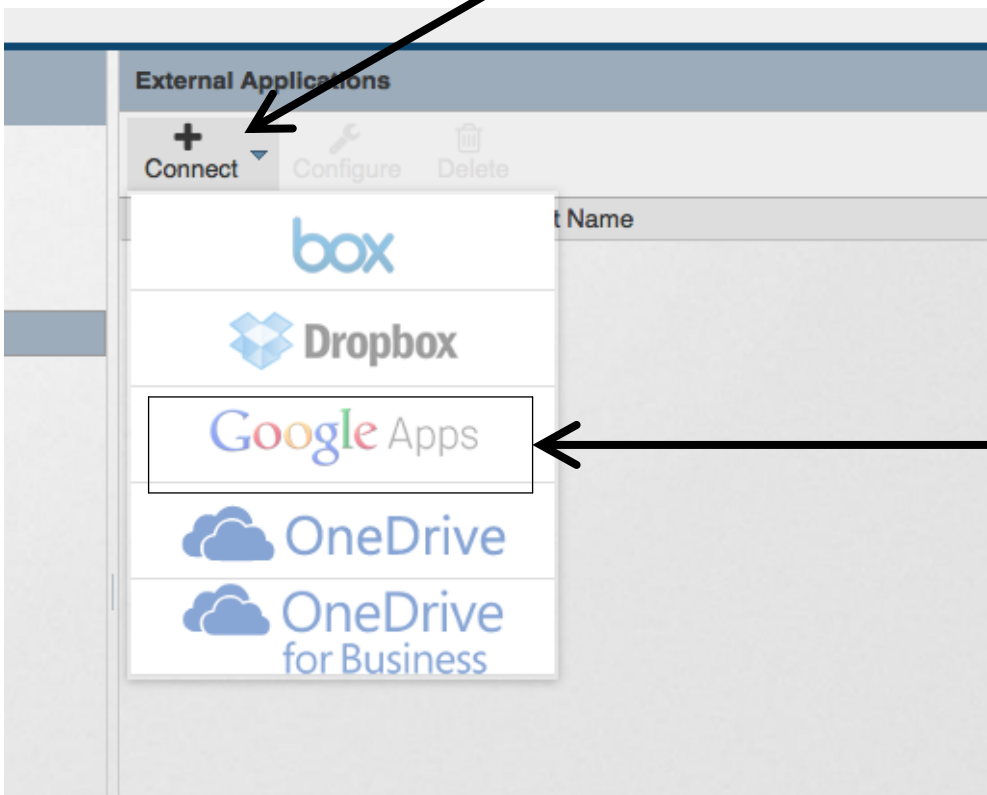 External Applications
Connect Configure Delete
t Name
box
Dropbox
Google Apps
OneDrive
OneDrive
for Business